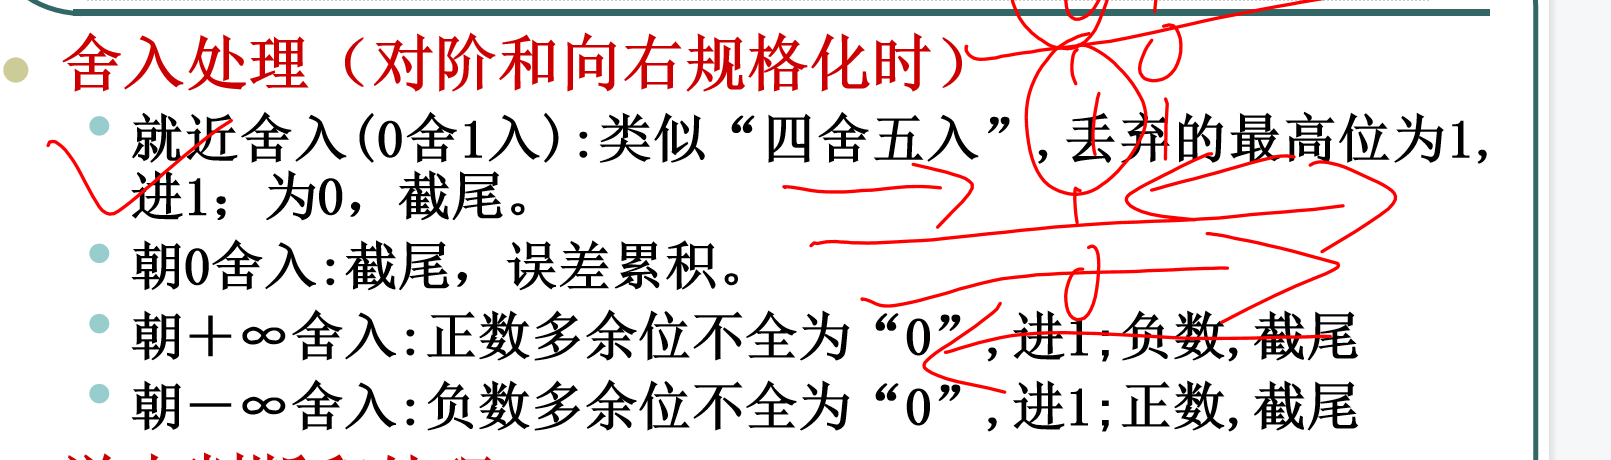 舍入处理（对阶和向右规格化时）
就近舍入(0舍1入):类似“四舍五入”,丢弃的最高位为1,
进1；为0，截尾。
朝0舍入:截尾，误差累积。
朝＋∞舍入:正数多余位不全为“0”,进1;负数,截尾
朝－∞舍入:负数多余位不全为“0”,进1;正数,截尾